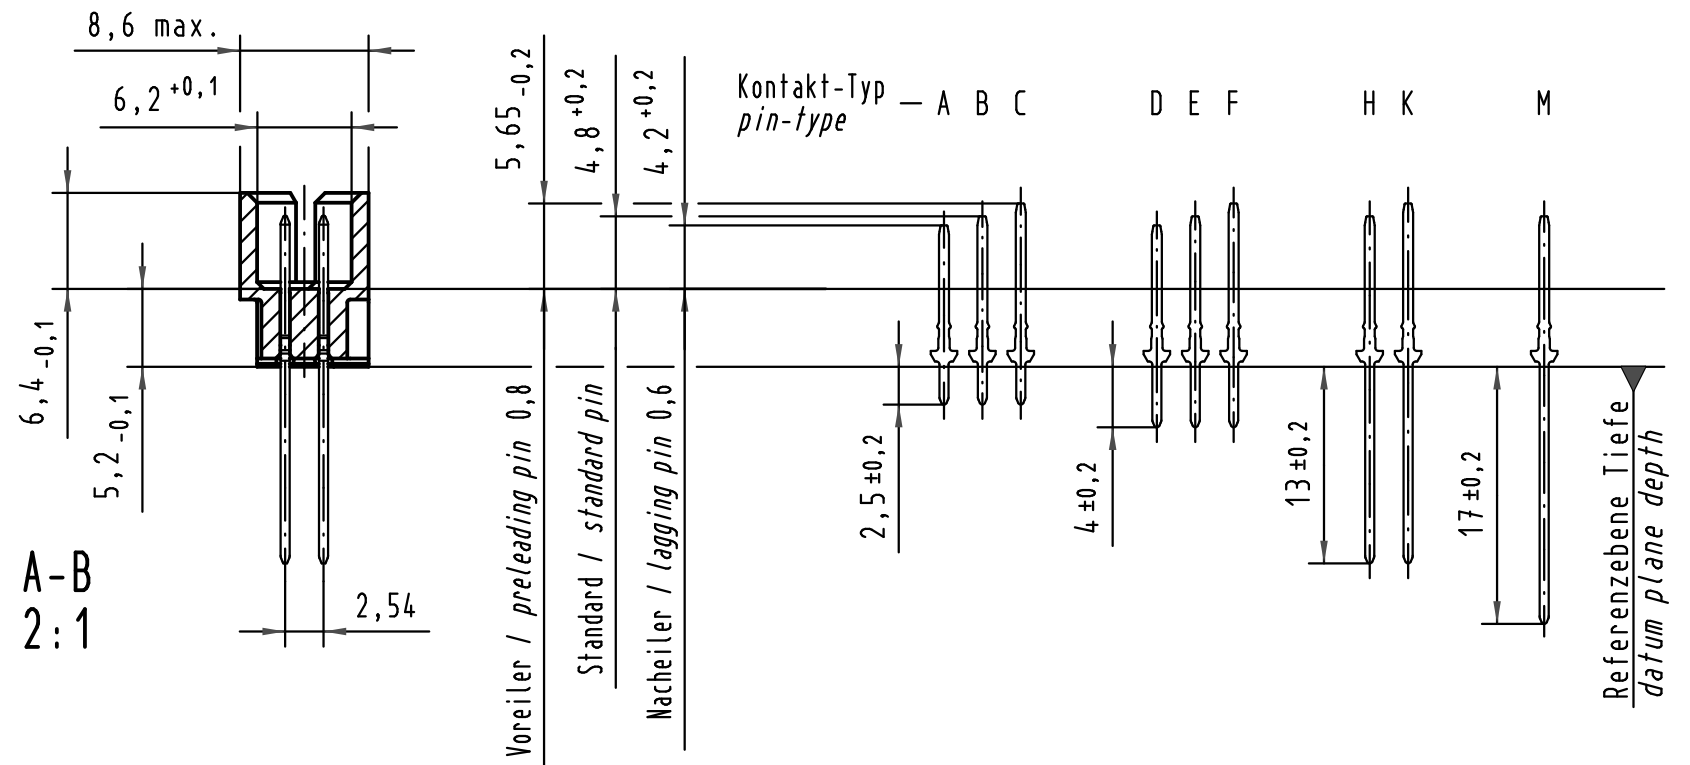 8,6 max.
6,2 +0,1
6,4 -0,1
5,2 -0,1
A-B
2:1
2,54
5,65 -0,2
4,8 +0,2
4,2 +0,2
Voreiler / preleading pin 0,8
Standard / standard pin
Nacheiler / lagging pin 0,6
Kontakt-Typ — A B C D E F H K M
pin-type
2,5±0,2
4±0,2
13±0,2
17±0,2
Referenzebene Tiefe
datum plane depth